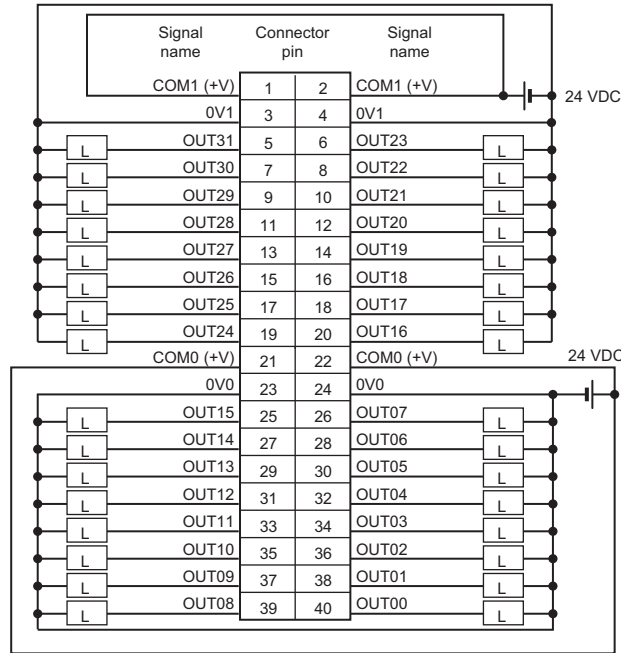 Signal name Connector pin Signal name
COM1 (+V) 1 2 COM1 (+V)
24 VDC
0V1 3 4 0V1
L OUT31 5 6 OUT23 L
L OUT30 7 8 OUT22 L
L OUT29 9 10 OUT21 L
L OUT28 11 12 OUT20 L
L OUT27 13 14 OUT19 L
L OUT26 15 16 OUT18 L
L OUT25 17 18 OUT17 L
L OUT24 19 20 OUT16 L
COM0 (+V) 21 22 COM0 (+V) 24 VDC
0V0 23 24 0V0
L OUT15 25 26 OUT07 L
L OUT14 27 28 OUT06 L
L OUT13 29 30 OUT05 L
L OUT12 31 32 OUT04 L
L OUT11 33 34 OUT03 L
L OUT10 35 36 OUT02 L
L OUT09 37 38 OUT01 L
L OUT08 39 40 OUT00 L